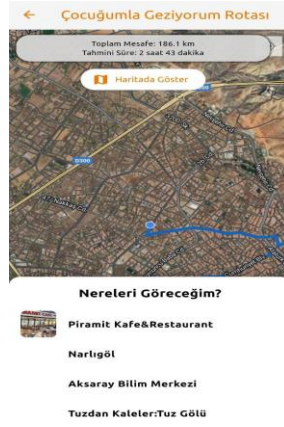 Çocuğumla Geziyorum Rotası
Toplam Mesafe: 186.1 km
Tahmini Süre: 2 saat 43 dakika
Haritada Göster
D300
Nereleri Göreceğim?
Piramit Kafe&Restaurant
Narlıgöl
Aksaray Bilim Merkezi
Tuzdan Kaleler:Tuz Gölü